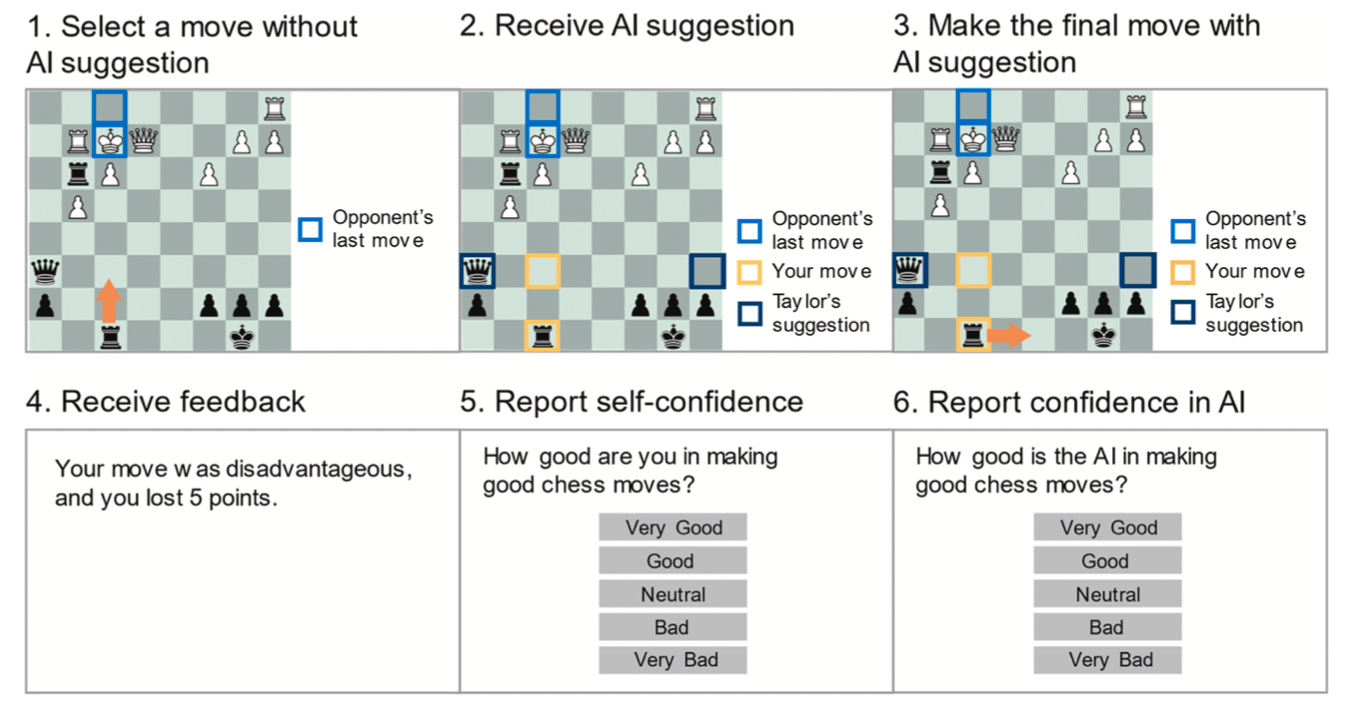 1. Select a move without
AI suggestion
Opponent's
last move
2. Receive AI suggestion
Opponent's
last move
Your move
Taylor's
suggestion
3. Make the final move with
AI suggestion
Opponent's
last move
Your move
Taylor's
suggestion
4. Receive feedback
Your move was disadvantageous,
and you lost 5 points.
5. Report self-confidence
How good are you in making
good chess moves?
Very Good
Good
Neutral
Bad
Very Bad
6. Report confidence in AI
How good is the AI in making
good chess moves?
Very Good
Good
Neutral
Bad
Very Bad